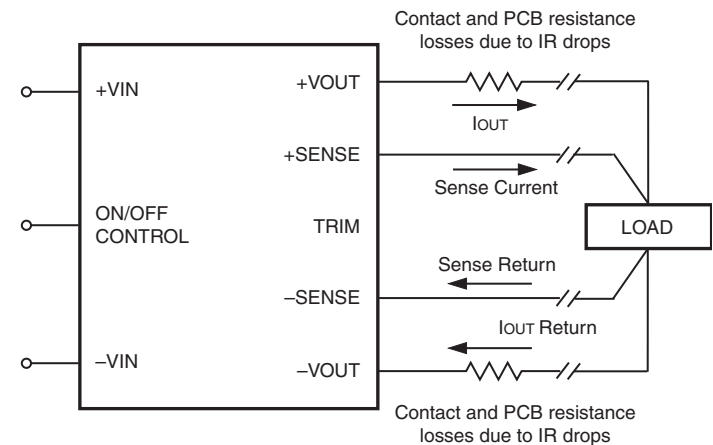 Contact and PCB resistance
losses due to IR drops
+VIN
+VOUT
IOUT
+SENSE
Sense Current
ON/OFF
CONTROL
TRIM
LOAD
Sense Return
–SENSE
IOUT Return
–VIN
–VOUT
Contact and PCB resistance
losses due to IR drops